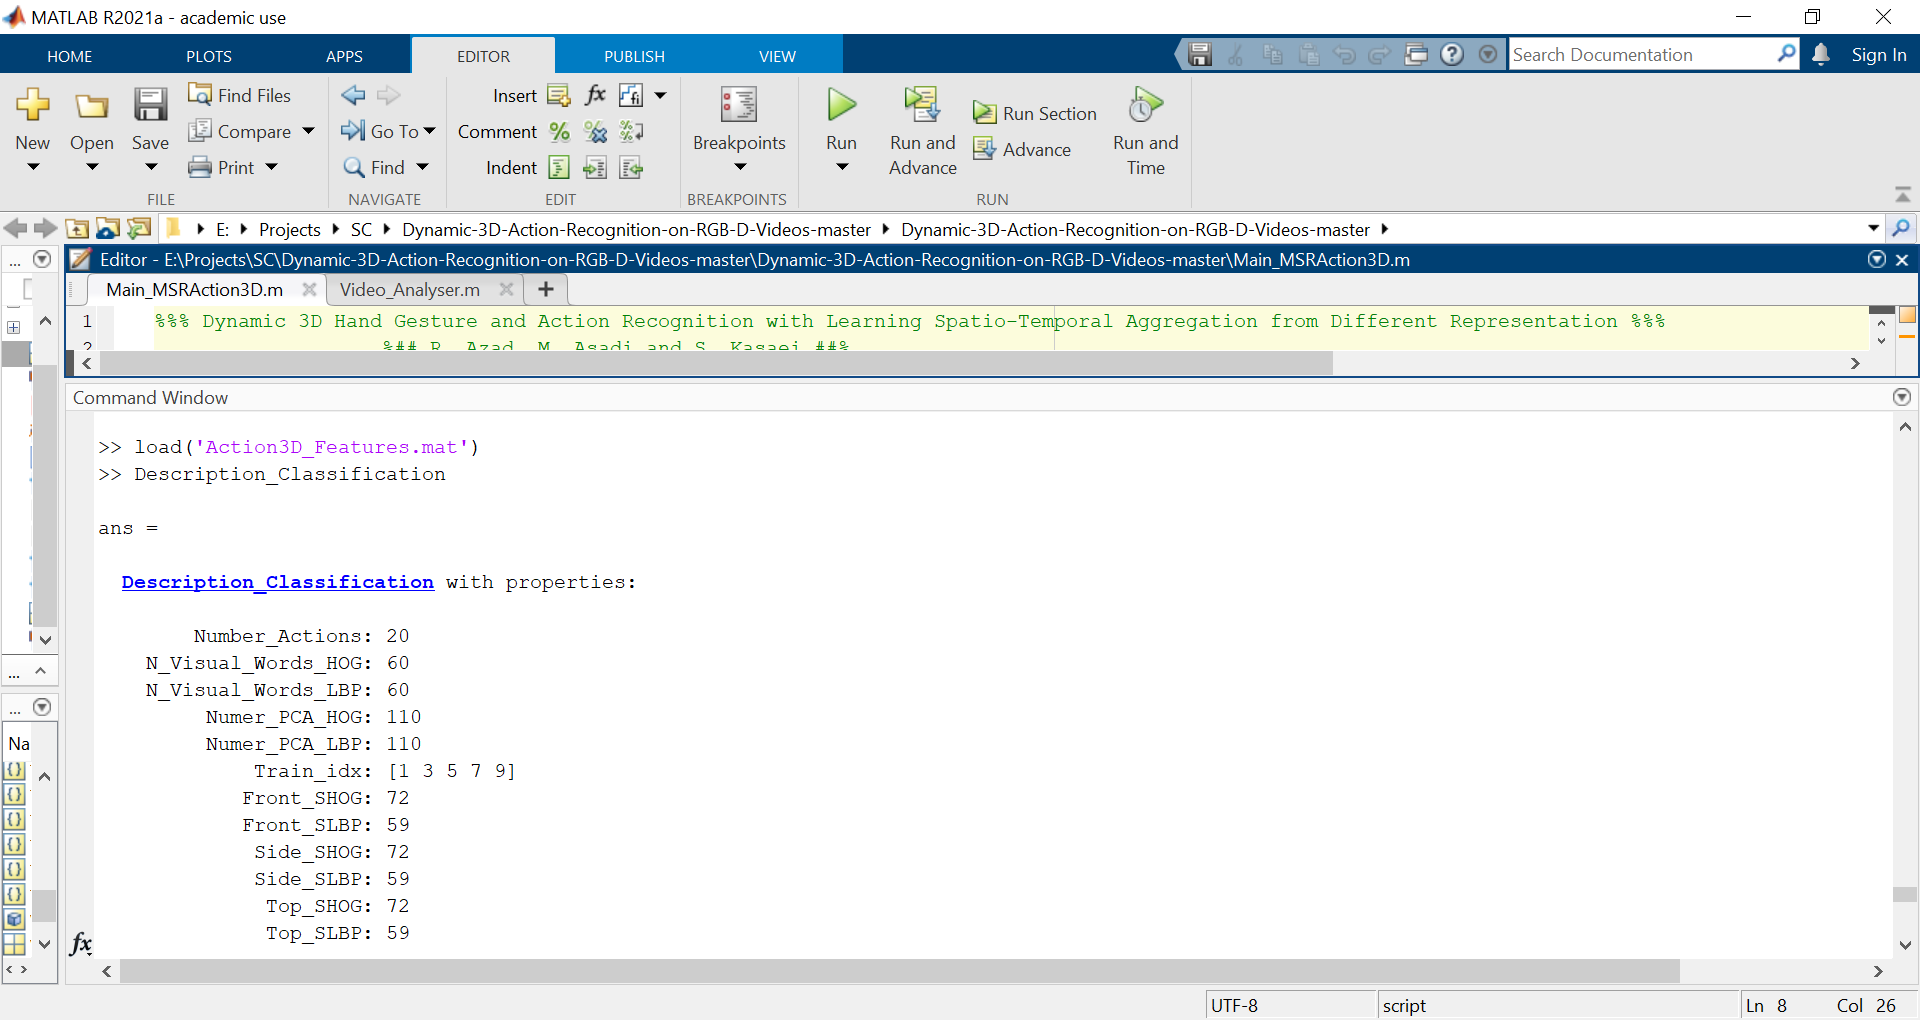 MATLAB R2021a - academic use
HOME PLOTS APPS EDITOR PUBLISH VIEW
Search Documentation
Sign In
New
Open
Save
Find Files
Compare
Print
FILE
Go To
Find
NAVIGATE
Insert
fx
fi
Comment
Indent
EDIT
Breakpoints
BREAKPOINTS
Run
Run and Advance
Run Section
Advance
Run and Time
RUN
E: Projects SC Dynamic-3D-Action-Recognition-on-RGB-D-Videos-master Dynamic-3D-Action-Recognition-on-RGB-D-Videos-master
Editor - E:\Projects\SC\Dynamic-3D-Action-Recognition-on-RGB-D-Videos-master\Dynamic-3D-Action-Recognition-on-RGB-D-Videos-master\Main_MSRAction3D.m
Main_MSRAction3D.m Video_Analyser.m
1 %%% Dynamic 3D Hand Gesture and Action Recognition with Learning Spatio-Temporal Aggregation from Different Representation %%%
2 %## R. Azad, M. Asadi and S. Kasaei ##%
Command Window
>> load('Action3D_Features.mat')
>> Description_Classification
ans =
Description_Classification with properties:
Number_Actions: 20
N_Visual_Words_HOG: 60
N_Visual_Words_LBP: 60
Numer_PCA_HOG: 110
Numer_PCA_LBP: 110
Train_idx: [1 3 5 7 9]
Front_SHOG: 72
Front_SLBP: 59
Side_SHOG: 72
Side_SLBP: 59
Top_SHOG: 72
Top_SLBP: 59
fx
...
...
...
Na
UTF-8 script Ln 8 Col 26